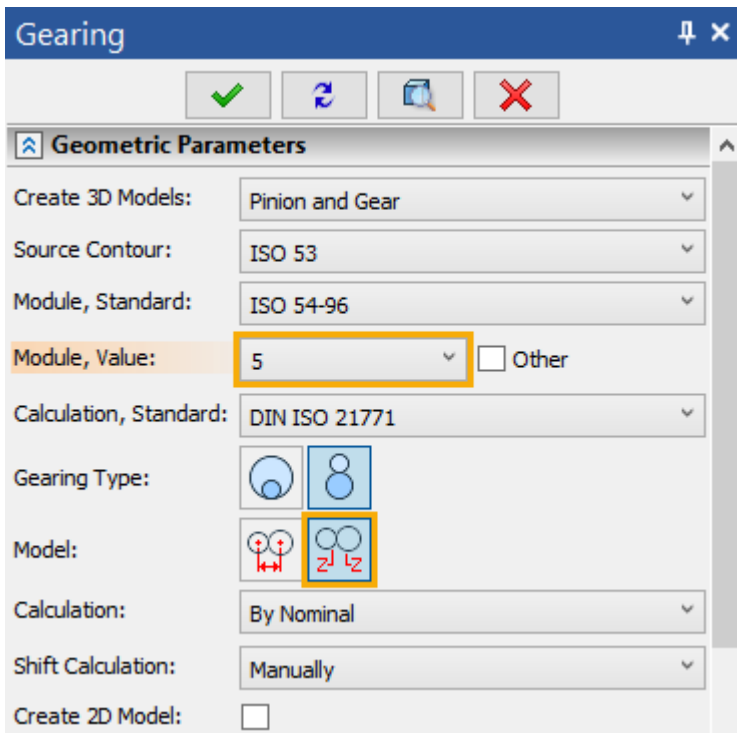 Gearing
Geometric Parameters
Create 3D Models: Pinion and Gear
Source Contour: ISO 53
Module, Standard: ISO 54-96
Module, Value: 5 Other
Calculation, Standard: DIN ISO 21771
Gearing Type:
Model: z z
Calculation: By Nominal
Shift Calculation: Manually
Create 2D Model: